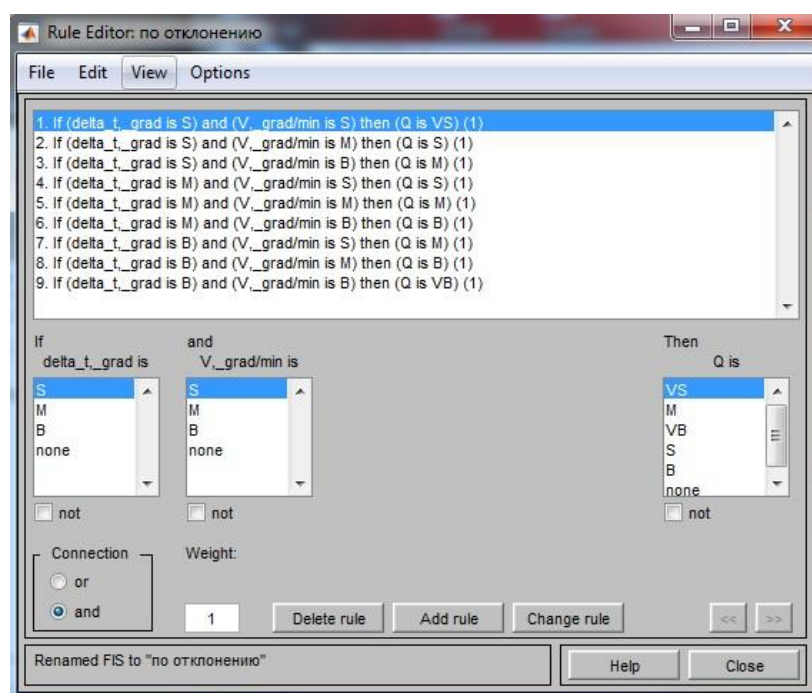 Rule Editor: по отклонению
File Edit View Options
1. If (delta_t,_grad is S) and (V,_grad/min is S) then (Q is VS) (1)
2. If (delta_t,_grad is S) and (V,_grad/min is M) then (Q is S) (1)
3. If (delta_t,_grad is S) and (V,_grad/min is B) then (Q is M) (1)
4. If (delta_t,_grad is M) and (V,_grad/min is S) then (Q is S) (1)
5. If (delta_t,_grad is M) and (V,_grad/min is M) then (Q is M) (1)
6. If (delta_t,_grad is M) and (V,_grad/min is B) then (Q is B) (1)
7. If (delta_t,_grad is B) and (V,_grad/min is S) then (Q is M) (1)
8. If (delta_t,_grad is B) and (V,_grad/min is M) then (Q is B) (1)
9. If (delta_t,_grad is B) and (V,_grad/min is B) then (Q is VB) (1)
If
delta_t,_grad is
S
M
B
none
not
and
V,_grad/min is
S
M
B
none
not
Then
Q is
VS
M
VB
S
B
none
not
Connection
or
and
Weight:
1
Delete rule
Add rule
Change rule
<<
>>
Renamed FIS to "по отклонению"
Help
Close